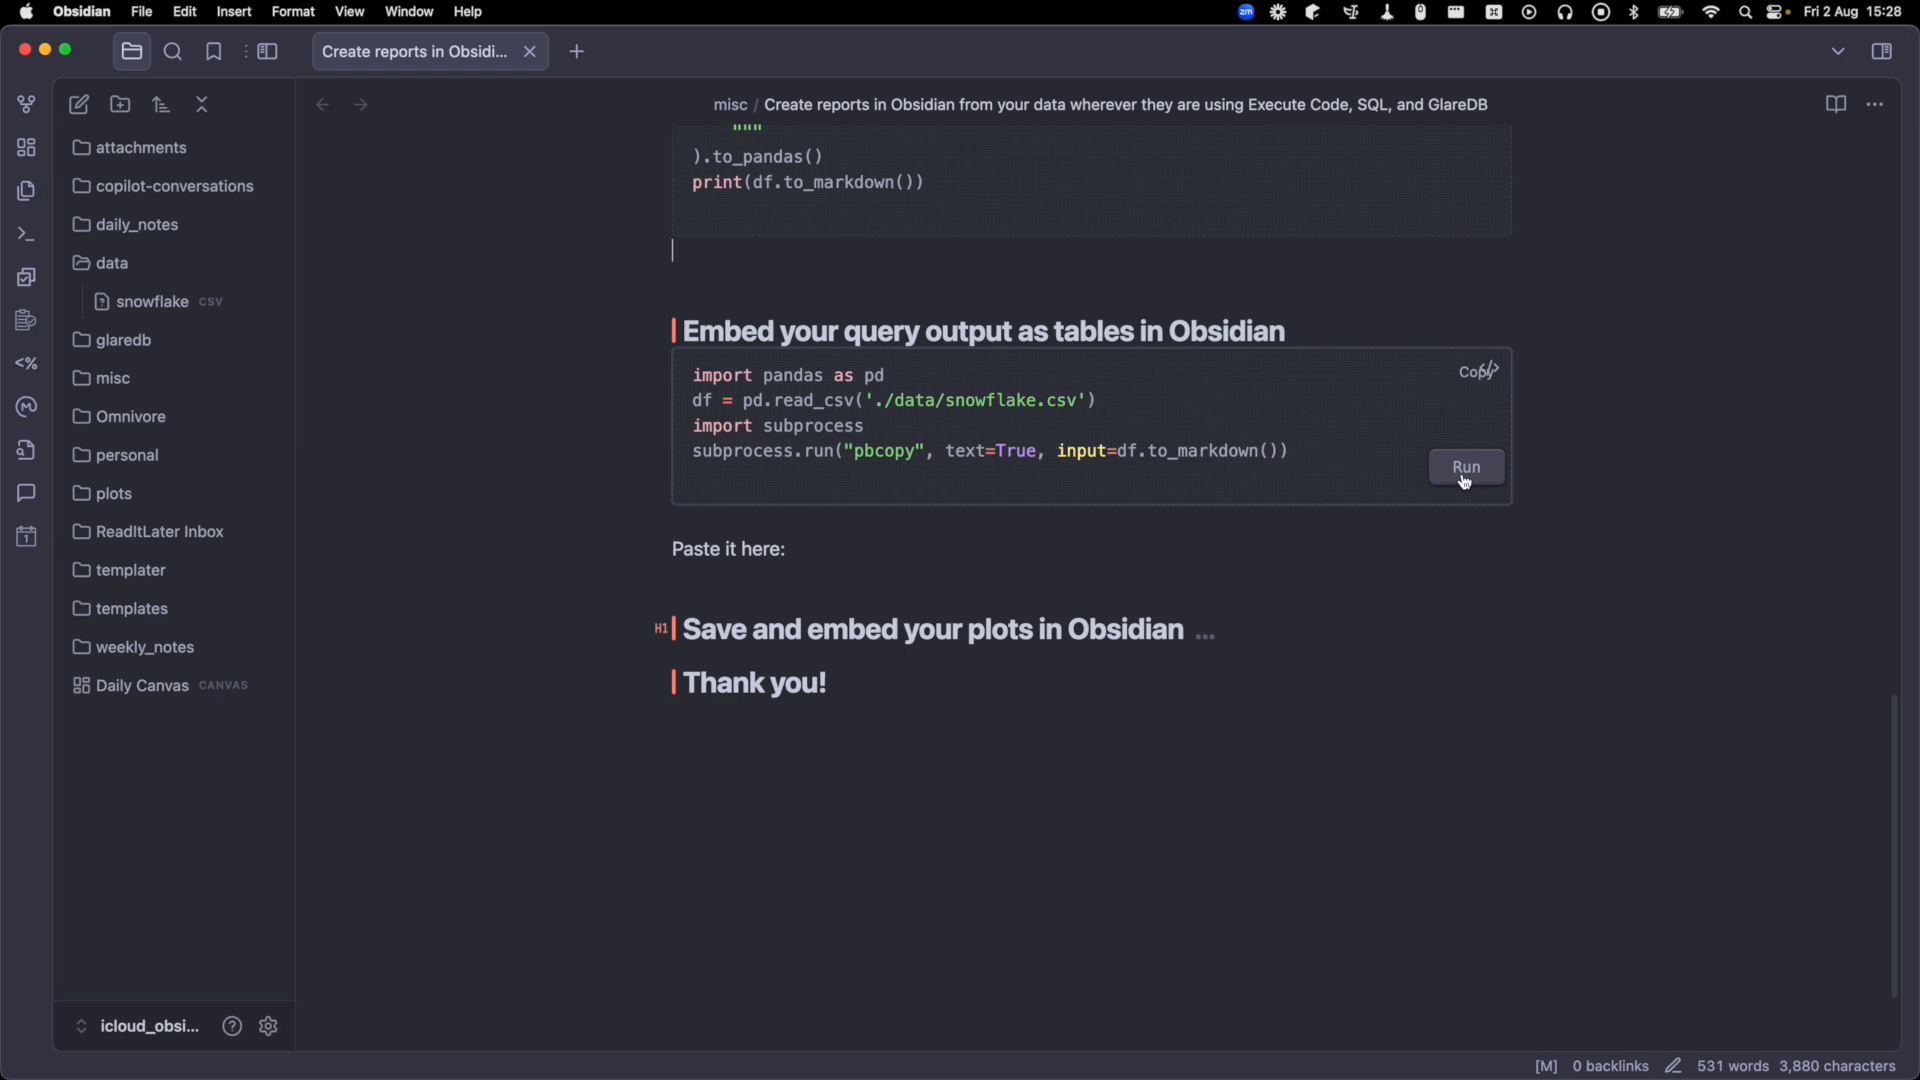 Obsidian File Edit Insert Format View Window Help
zm
Fri 2 Aug 15:28
Create reports in Obsidi...
misc / Create reports in Obsidian from your data wherever they are using Execute Code, SQL, and GlareDB
attachments
copilot-conversations
daily_notes
data
snowflake CSV
glaredb
misc
Omnivore
personal
plots
ReadItLater Inbox
templater
templates
weekly_notes
Daily Canvas CANVAS
icloud_obsi...
"""
).to_pandas()
print(df.to_markdown())
Embed your query output as tables in Obsidian
Copy
import pandas as pd
df = pd.read_csv('./data/snowflake.csv')
import subprocess
subprocess.run("pbcopy", text=True, input=df.to_markdown())
Run
Paste it here:
H1 Save and embed your plots in Obsidian ...
Thank you!
[M] 0 backlinks 531 words 3,880 characters